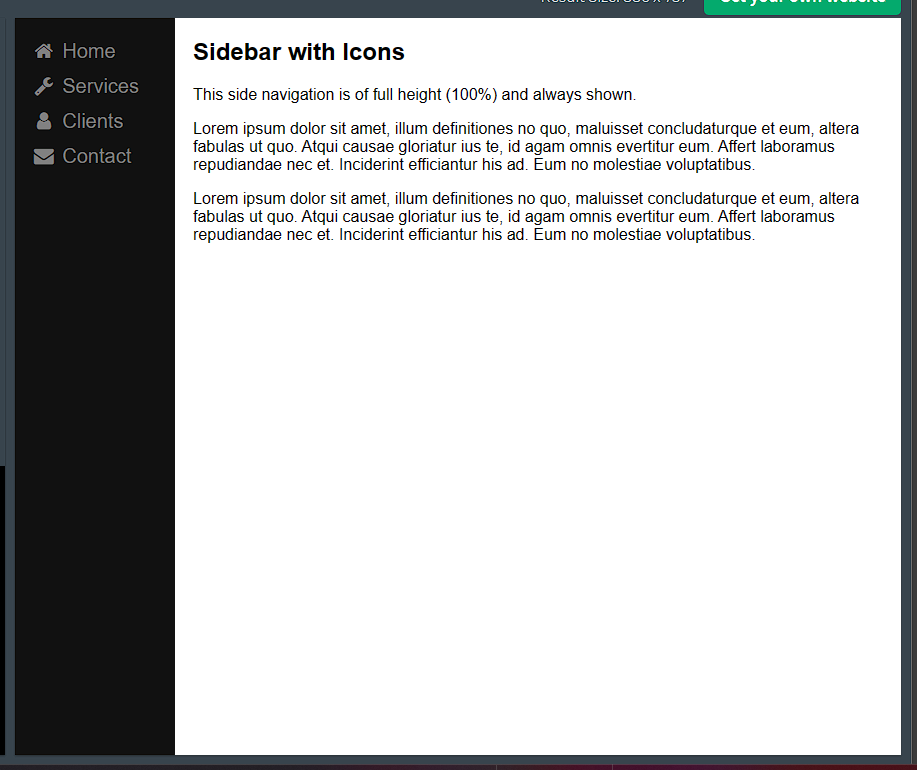 Get your own website
Home
Services
Clients
Contact
Sidebar with Icons
This side navigation is of full height (100%) and always shown.
Lorem ipsum dolor sit amet, illum definitiones no quo, maluisset concludaturque et eum, altera
fabulas ut quo. Atqui causae gloriatur ius te, id agam omnis evertitur eum. Affert laboramus
repudiandae nec et. Inciderint efficiantur his ad. Eum no molestiae voluptatibus.
Lorem ipsum dolor sit amet, illum definitiones no quo, maluisset concludaturque et eum, altera
fabulas ut quo. Atqui causae gloriatur ius te, id agam omnis evertitur eum. Affert laboramus
repudiandae nec et. Inciderint efficiantur his ad. Eum no molestiae voluptatibus.